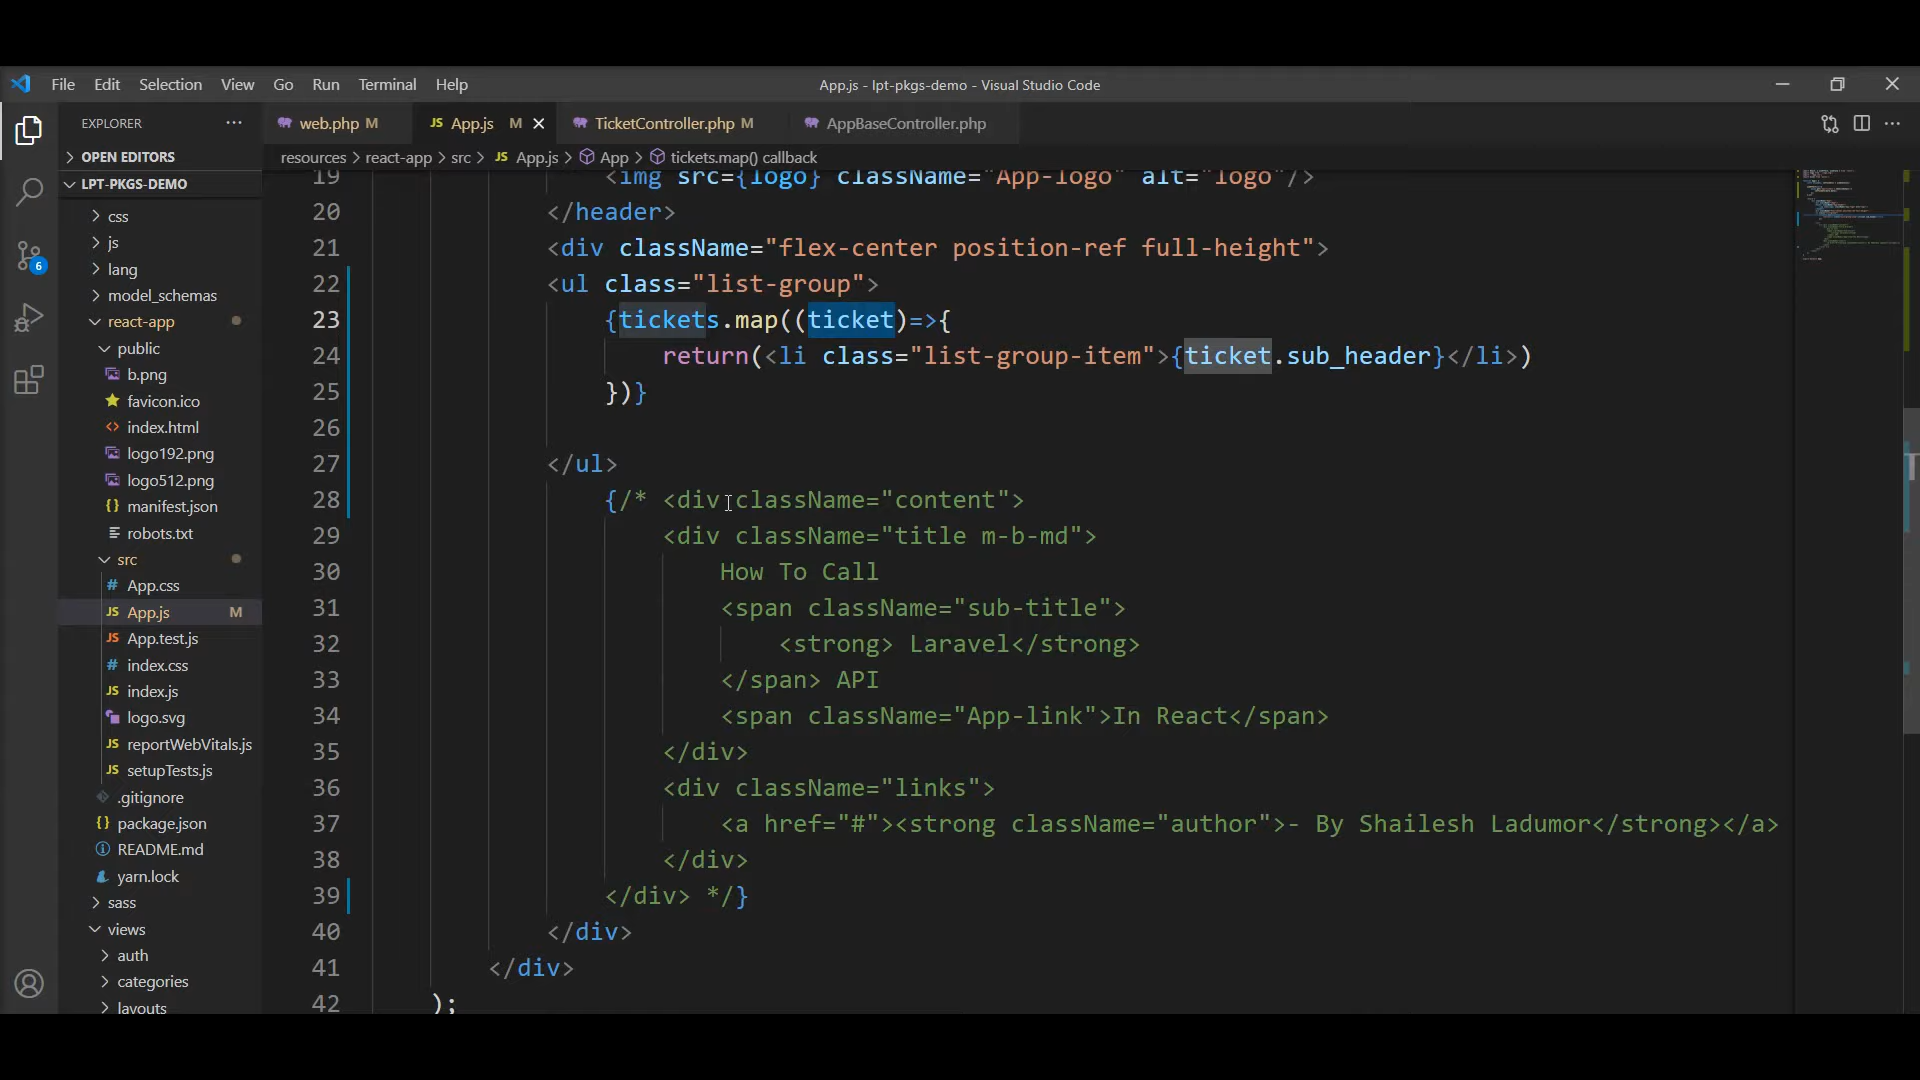 File Edit Selection View Go Run Terminal Help
App.js - lpt-pkgs-demo - Visual Studio Code
EXPLORER
web.php M
JS App.js M
TicketController.php M
AppBaseController.php
OPEN EDITORS
LPT-PKGS-DEMO
css
js
lang
model_schemas
react-app
public
b.png
favicon.ico
index.html
logo192.png
logo512.png
manifest.json
robots.txt
src
# App.css
JS App.js M
JS App.test.js
# index.css
JS index.js
logo.svg
JS reportWebVitals.js
JS setupTests.js
.gitignore
package.json
README.md
yarn.lock
sass
views
auth
categories
layouts
6
resources > react-app > src > JS App.js > App > tickets.map() callback
19 <img src={logo} className="App-logo" alt="logo"/>
20 </header>
21 <div className="flex-center position-ref full-height">
22 <ul class="list-group">
23 {tickets.map((ticket)=>{
24 return(<li class="list-group-item">{ticket.sub_header}</li>)
25 })}
26
27 </ul>
28 {/* <div className="content">
29 <div className="title m-b-md">
30 How To Call
31 <span className="sub-title">
32 <strong> Laravel</strong>
33 </span> API
34 <span className="App-link">In React</span>
35 </div>
36 <div className="links">
37 <a href="#"><strong className="author">- By Shailesh Ladumor</strong></a>
38 </div>
39 </div> */}
40 </div>
41 </div>
42 );